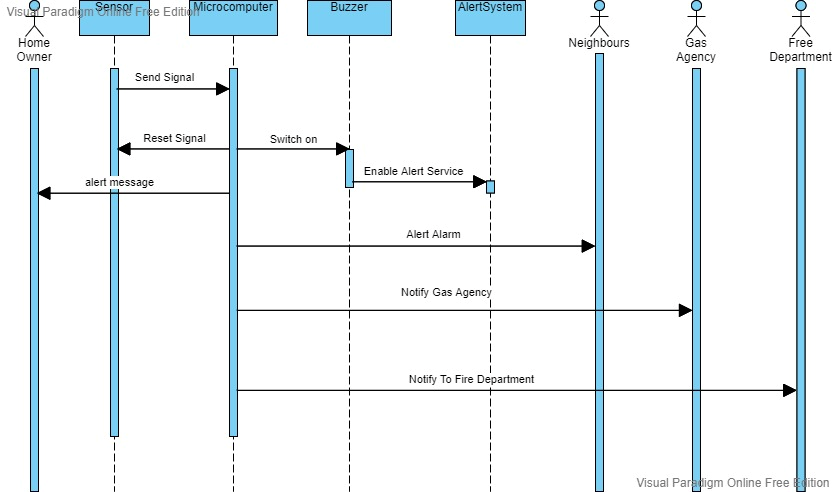 Visual Paradigm Online Free Edition
Sensor
Microcomputer
Buzzer
AlertSystem
Home
Owner
Neighbours
Gas
Agency
Free
Department
Send Signal
Reset Signal
Switch on
Enable Alert Service
alert message
Alert Alarm
Notify Gas Agency
Notify To Fire Department
Visual Paradigm Online Free Edition